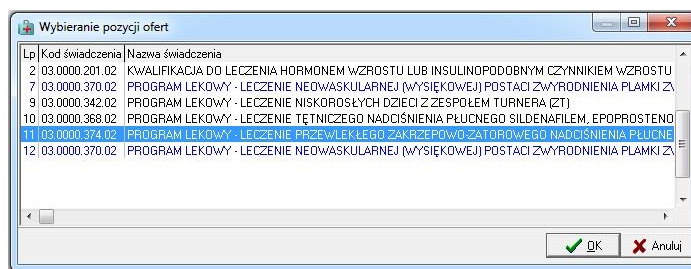 Wybieranie pozycji ofert
Lp Kod świadczenia Nazwa świadczenia
2 03.0000.201.02 KWALIFIKACJA DO LECZENIA HORMONEM WZROSTU LUB INSULINOPODOBNYM CZYNNIKIEM WZROSTU
7 03.0000.370.02 PROGRAM LEKOWY - LECZENIE NEOWASKULARNEJ (WYSIĘKOWEJ) POSTACI ZWYRODNIENIA PLAMKI ŻV
9 03.0000.342.02 PROGRAM LEKOWY - LECZENIE NISKOROSŁYCH DZIECI Z ZESPOŁEM TURNERA (ZT)
10 03.0000.368.02 PROGRAM LEKOWY - LECZENIE TĘTNICZEGO NADCIŚNIENIA PŁUCNEGO SILDENAFILEM, EPOPROSTENO
11 03.0000.374.02 PROGRAM LEKOWY - LECZENIE PRZEWLEKŁEGO ZAKRZEPOWO-ZATOROWEGO NADCIŚNIENIA PŁUCNE
12 03.0000.370.02 PROGRAM LEKOWY - LECZENIE NEOWASKULARNEJ (WYSIĘKOWEJ) POSTACI ZWYRODNIENIA PLAMKI ŻV
OK Anuluj